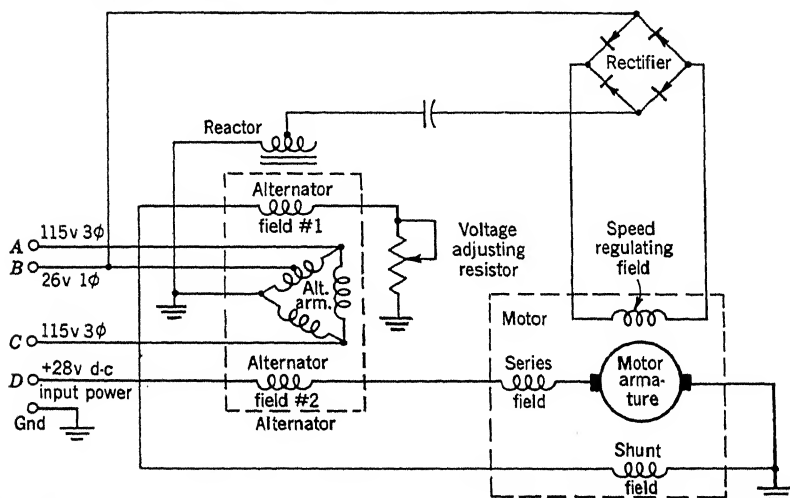 Rectifier
Reactor
Alternator
field #1
A
115v 3ϕ
B
26v 1ϕ
Alt.
arm.
Voltage
adjusting
resistor
Speed
regulating
field
C
115v 3ϕ
Motor
D
+28v d-c
input power
Alternator
field #2
Series
field
Motor
arma-
ture
Gnd
Alternator
Shunt
field